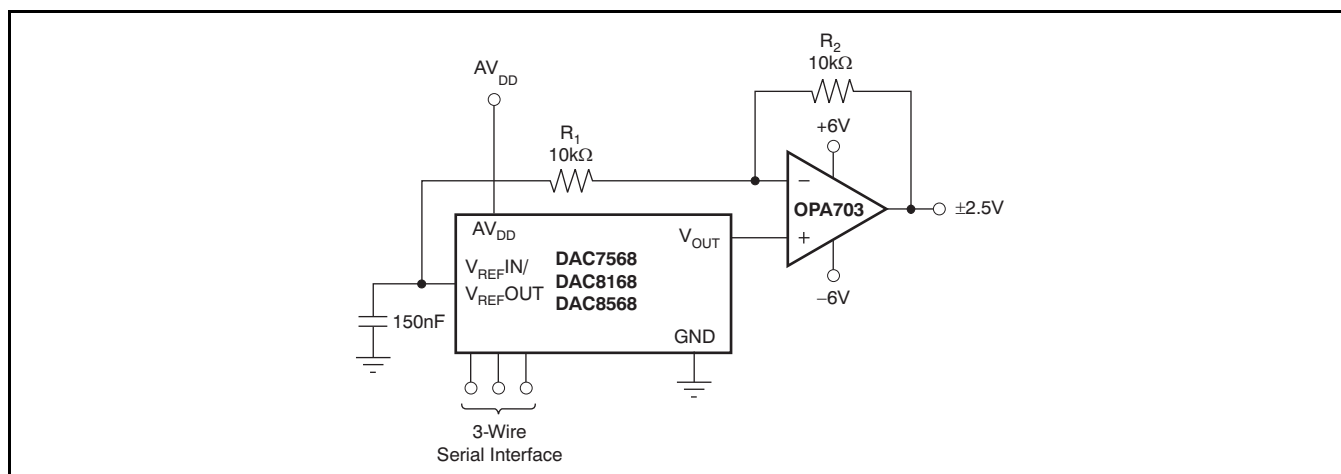 R2
10kΩ
AVDD
+6V
R1
10kΩ
−
OPA703
±2.5V
AVDD
VOUT
+
VREFIN/
VREFOUT
DAC7568
DAC8168
DAC8568
−6V
150nF
GND
3-Wire
Serial Interface